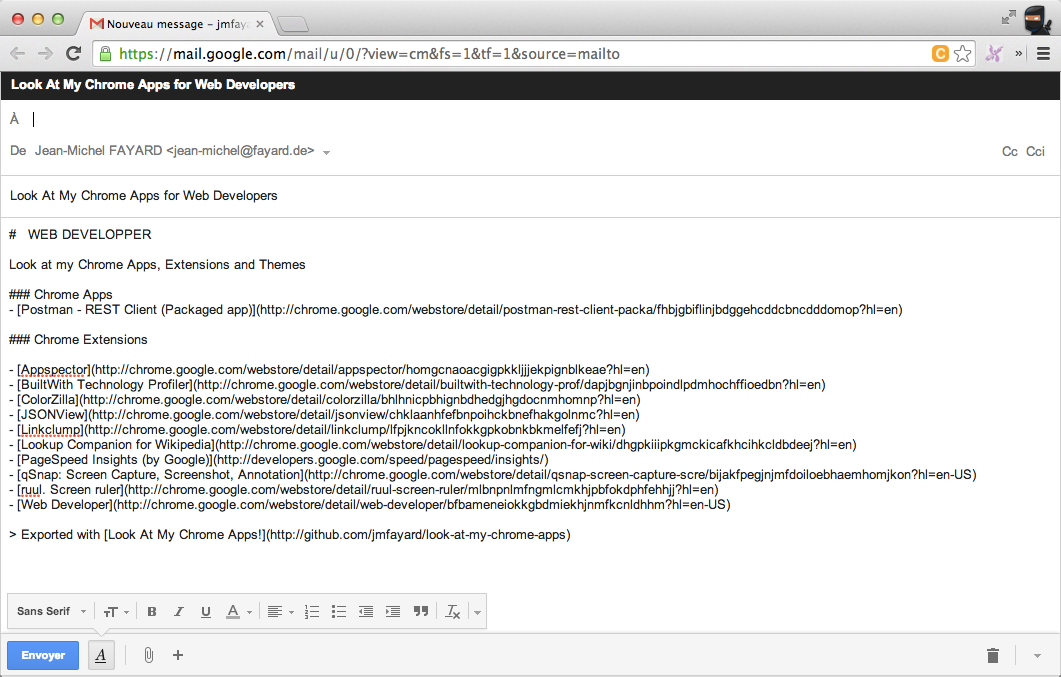 Nouveau message – jmfaya
https://mail.google.com/mail/u/0/?view=cm&fs=1&tf=1&source=mailto
C
»
Look At My Chrome Apps for Web Developers
À
De Jean-Michel FAYARD <jean-michel@fayard.de>
Cc Cci
Look At My Chrome Apps for Web Developers
# WEB DEVELOPPER
Look at my Chrome Apps, Extensions and Themes
### Chrome Apps
- [Postman - REST Client (Packaged app)](http://chrome.google.com/webstore/detail/postman-rest-client-packa/fhbjgbiflinjbdggehcddcbncdddomop?hl=en)
### Chrome Extensions
- [Appspector](http://chrome.google.com/webstore/detail/appspector/homgcnaoacgigpkkljjjekpignblkeae?hl=en)
- [BuiltWith Technology Profiler](http://chrome.google.com/webstore/detail/builtwith-technology-prof/dapjbgnjinbpoindlpdmhochffioedbn?hl=en)
- [ColorZilla](http://chrome.google.com/webstore/detail/colorzilla/bhlhnicpbhignbdhedgjhgdocnmhomnp?hl=en)
- [JSONView](http://chrome.google.com/webstore/detail/jsonview/chklaanhfefbnpoihckbnefhakgolnmc?hl=en)
- [Linkclump](http://chrome.google.com/webstore/detail/linkclump/lfpjkncokllnfokkgpkobnkbkmelfefj?hl=en)
- [Lookup Companion for Wikipedia](http://chrome.google.com/webstore/detail/lookup-companion-for-wiki/dhgpkiiipkgmckicafkhcihkcldbdeej?hl=en)
- [PageSpeed Insights (by Google)](http://developers.google.com/speed/pagespeed/insights/)
- [qSnap: Screen Capture, Screenshot, Annotation](http://chrome.google.com/webstore/detail/qsnap-screen-capture-scre/bijakfpegjnjmfdoiloebhaemhomjkon?hl=en-US)
- [ruul. Screen ruler](http://chrome.google.com/webstore/detail/ruul-screen-ruler/mlbnpnlmfngmlcmkhjpbfokdphfehhjj?hl=en)
- [Web Developer](http://chrome.google.com/webstore/detail/web-developer/bfbameneiokkgbdmiekhjnmfkcnldhhm?hl=en-US)
> Exported with [Look At My Chrome Apps!](http://github.com/jmfayard/look-at-my-chrome-apps)
Sans Serif TT B I U A
Envoyer A